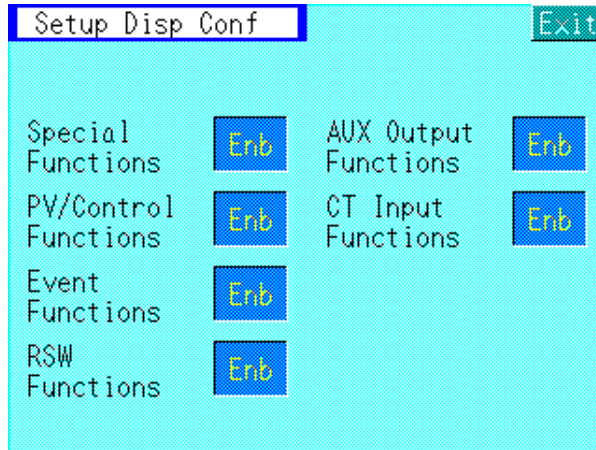 Setup Disp Conf
Exit
Special
Functions
Enb
AUX Output
Functions
Enb
PV/Control
Functions
Enb
CT Input
Functions
Enb
Event
Functions
Enb
RSW
Functions
Enb